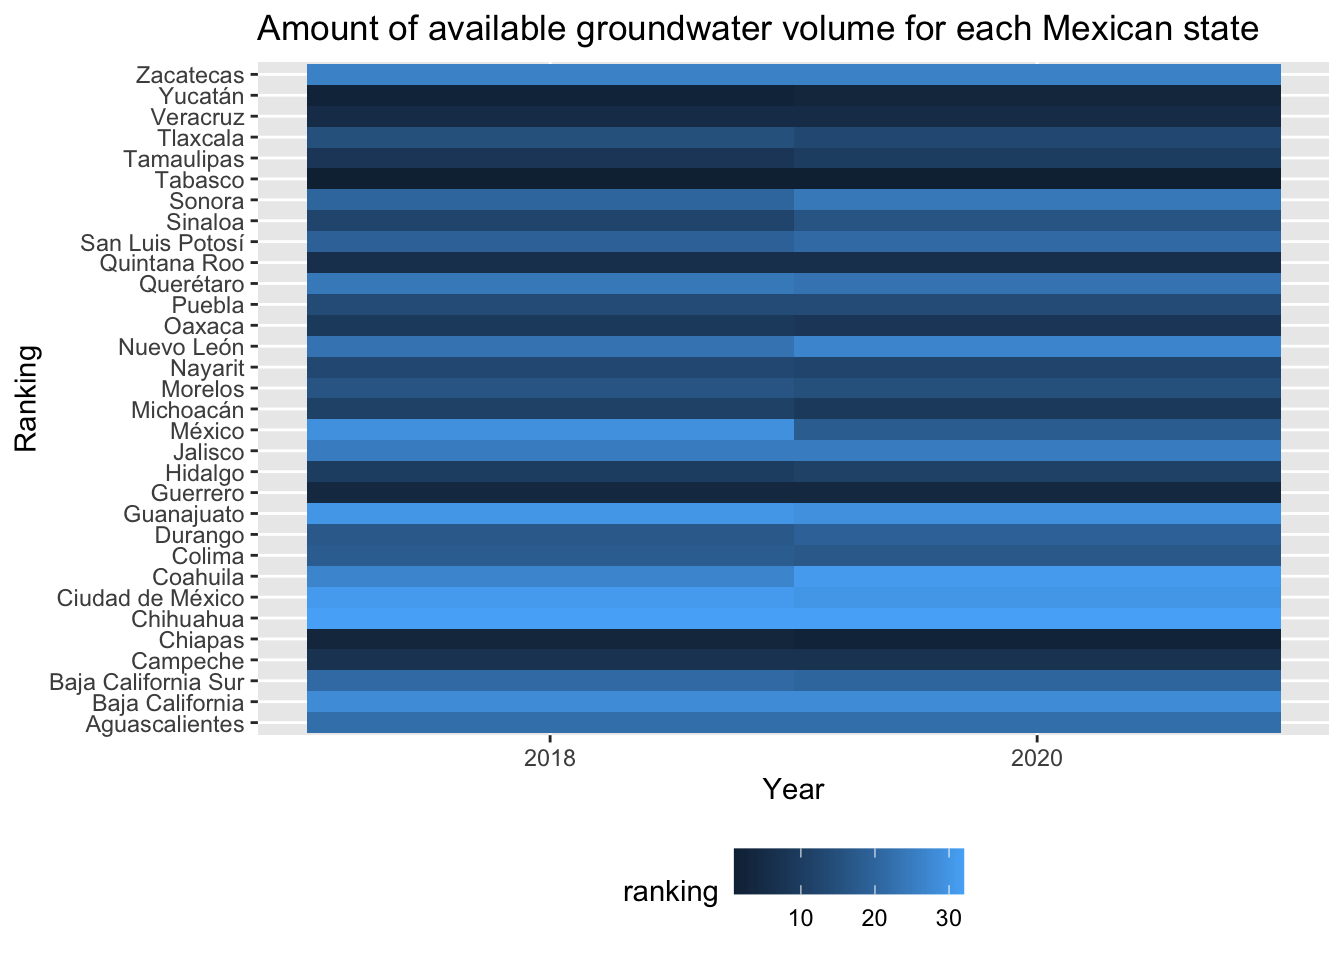 Amount of available groundwater volume for each Mexican state
Ranking
Zacatecas
Yucatán
Veracruz
Tlaxcala
Tamaulipas
Tabasco
Sonora
Sinaloa
San Luis Potosí
Quintana Roo
Querétaro
Puebla
Oaxaca
Nuevo León
Nayarit
Morelos
Michoacán
México
Jalisco
Hidalgo
Guerrero
Guanajuato
Durango
Colima
Coahuila
Ciudad de México
Chihuahua
Chiapas
Campeche
Baja California Sur
Baja California
Aguascalientes
2018 2020
Year
ranking
10 20 30